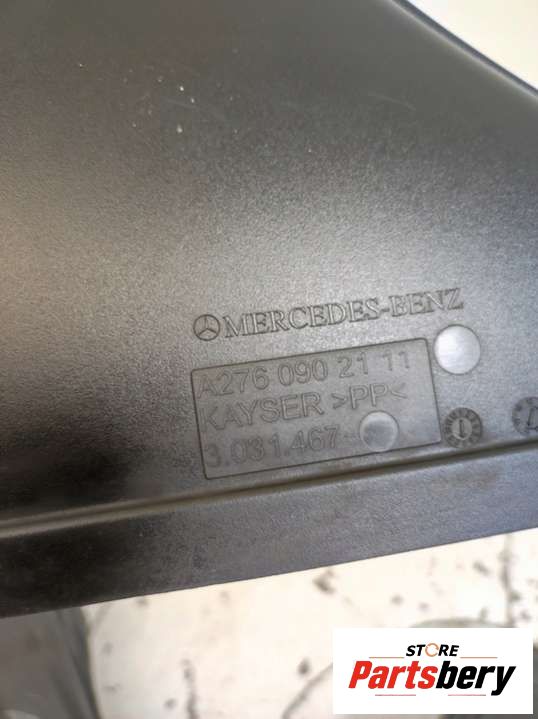 MERCEDES-BENZ
A276 090 21 11
KAYSER >PP<
3.031.467
STORE
Partsbery